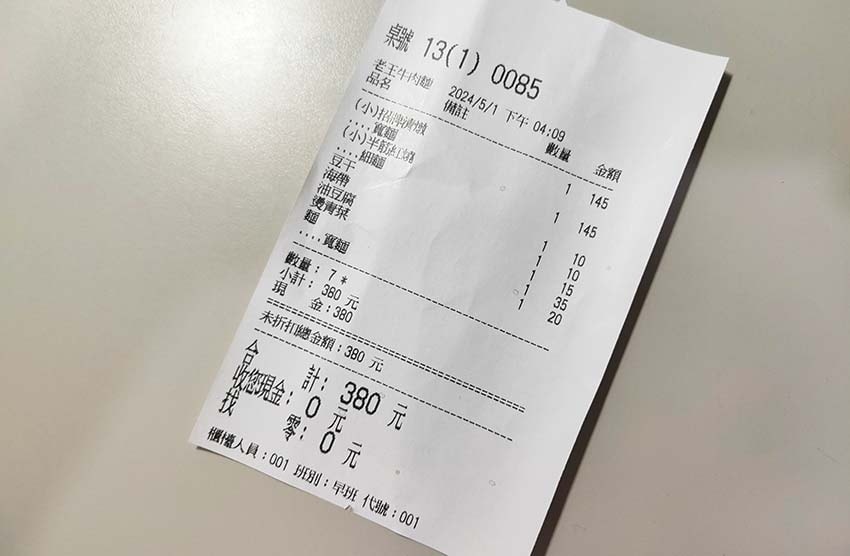 桌號 13(1) 0085
老王牛肉麵 2024/5/1 下午 04:09
品名 備註 數量 金額
(小)招牌清燉 1 145
....寬麵
(小)半筋紅燒 1 145
....細麵
豆干 1 10
海帶 1 10
油豆腐 1 15
燙青菜 1 35
麵 1 20
....寬麵
數量: 7 *
小計: 380 元
現 金:380
未折扣總金額:380 元
合 計: 380 元
收您現金: 0 元
找 零: 0 元
櫃檯人員:001 班別:早班 代號:001